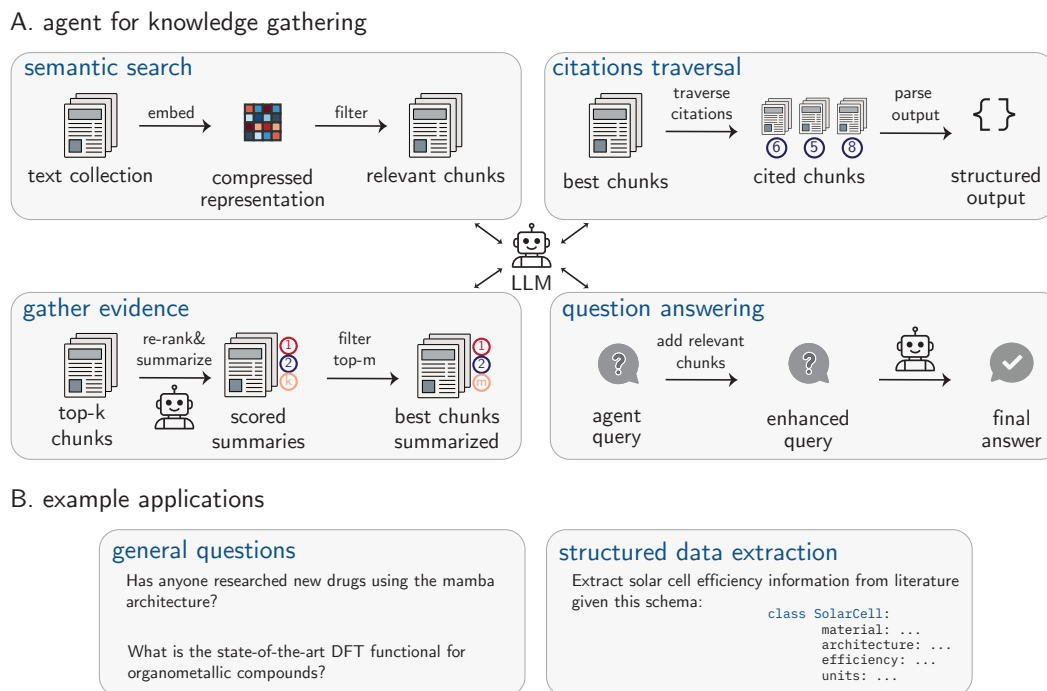 A. agent for knowledge gathering
semantic search
embed
filter
text collection
compressed
representation
relevant chunks
citations traversal
traverse
citations
parse
output
{}
6
5
8
best chunks
cited chunks
structured
output
LLM
gather evidence
re-rank&
summarize
filter
top-m
1
2
k
1
2
m
top-k
chunks
scored
summaries
best chunks
summarized
question answering
add relevant
chunks
?
?
agent
query
enhanced
query
final
answer
B. example applications
general questions
Has anyone researched new drugs using the mamba
architecture?
What is the state-of-the-art DFT functional for
organometallic compounds?
structured data extraction
Extract solar cell efficiency information from literature
given this schema:
class SolarCell:
material: ...
architecture: ...
efficiency: ...
units: ...